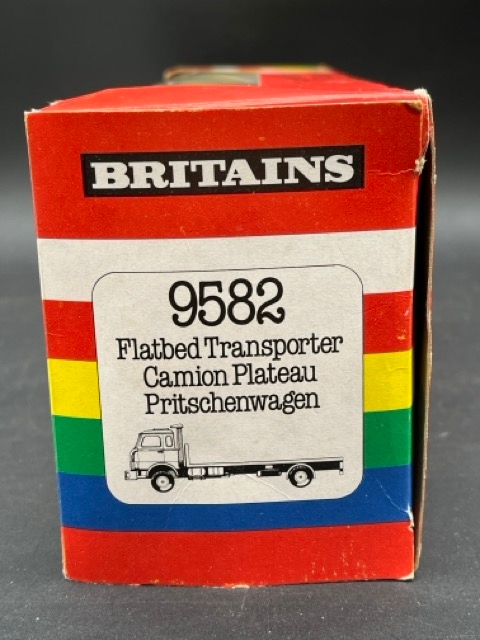 BRITAINS
9582
Flatbed Transporter
Camion Plateau
Pritschenwagen